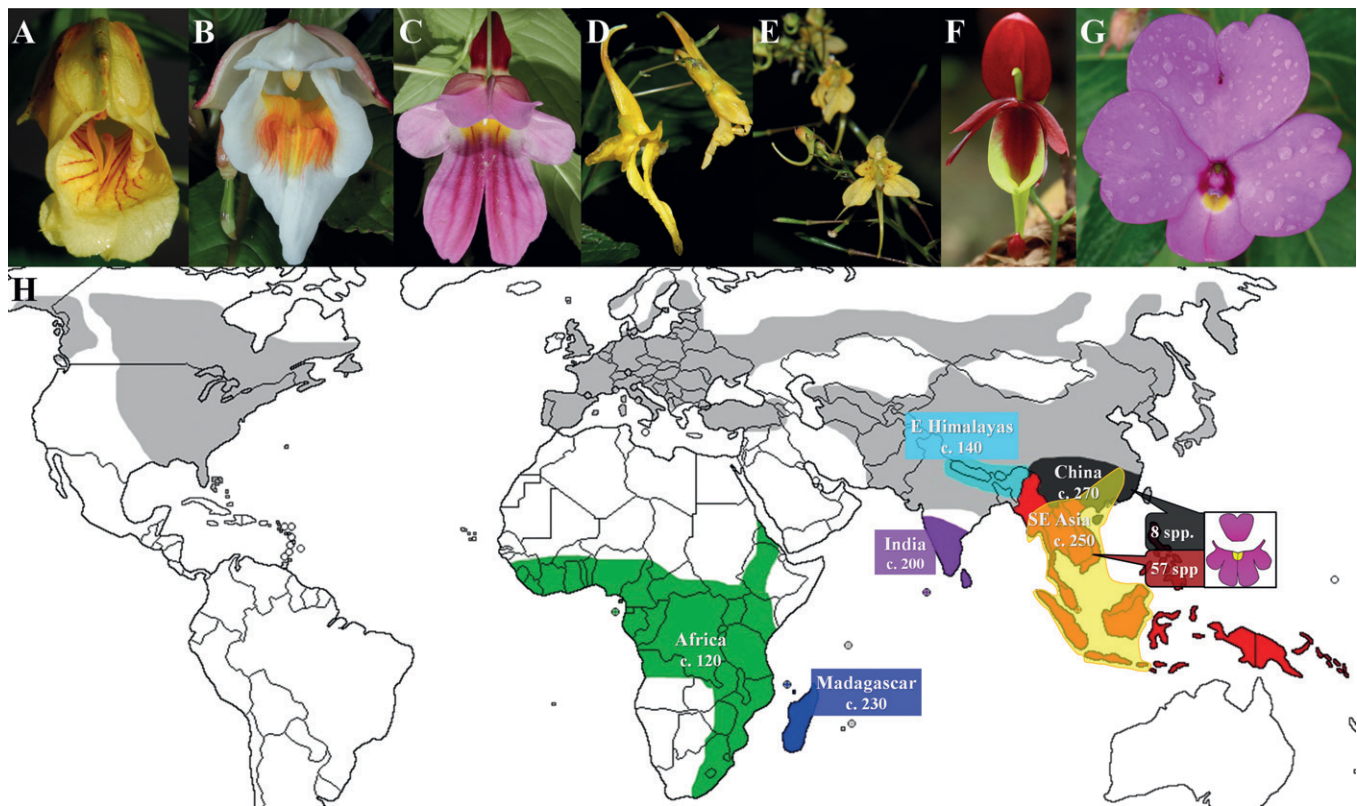 A
B
C
D
E
F
G
H
E Himalayas
c. 140
China
c. 270
SE Asia
c. 250
8 spp.
57 spp
India
c. 200
Africa
c. 120
Madagascar
c. 230